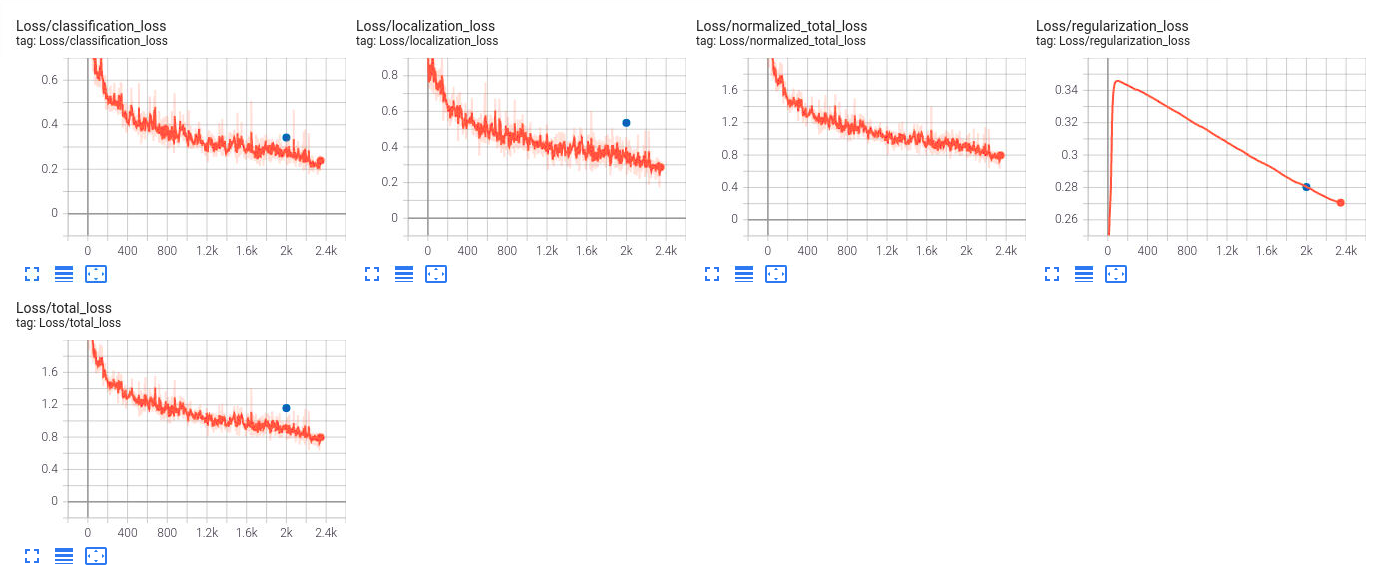 Loss/classification_loss
tag: Loss/classification_loss
0.6
0.4
0.2
0
0 400 800 1.2k 1.6k 2k 2.4k
Loss/localization_loss
tag: Loss/localization_loss
0.8
0.6
0.4
0.2
0
0 400 800 1.2k 1.6k 2k 2.4k
Loss/normalized_total_loss
tag: Loss/normalized_total_loss
1.6
1.2
0.8
0.4
0
0 400 800 1.2k 1.6k 2k 2.4k
Loss/regularization_loss
tag: Loss/regularization_loss
0.34
0.32
0.3
0.28
0.26
0 400 800 1.2k 1.6k 2k 2.4k
Loss/total_loss
tag: Loss/total_loss
1.6
1.2
0.8
0.4
0
0 400 800 1.2k 1.6k 2k 2.4k